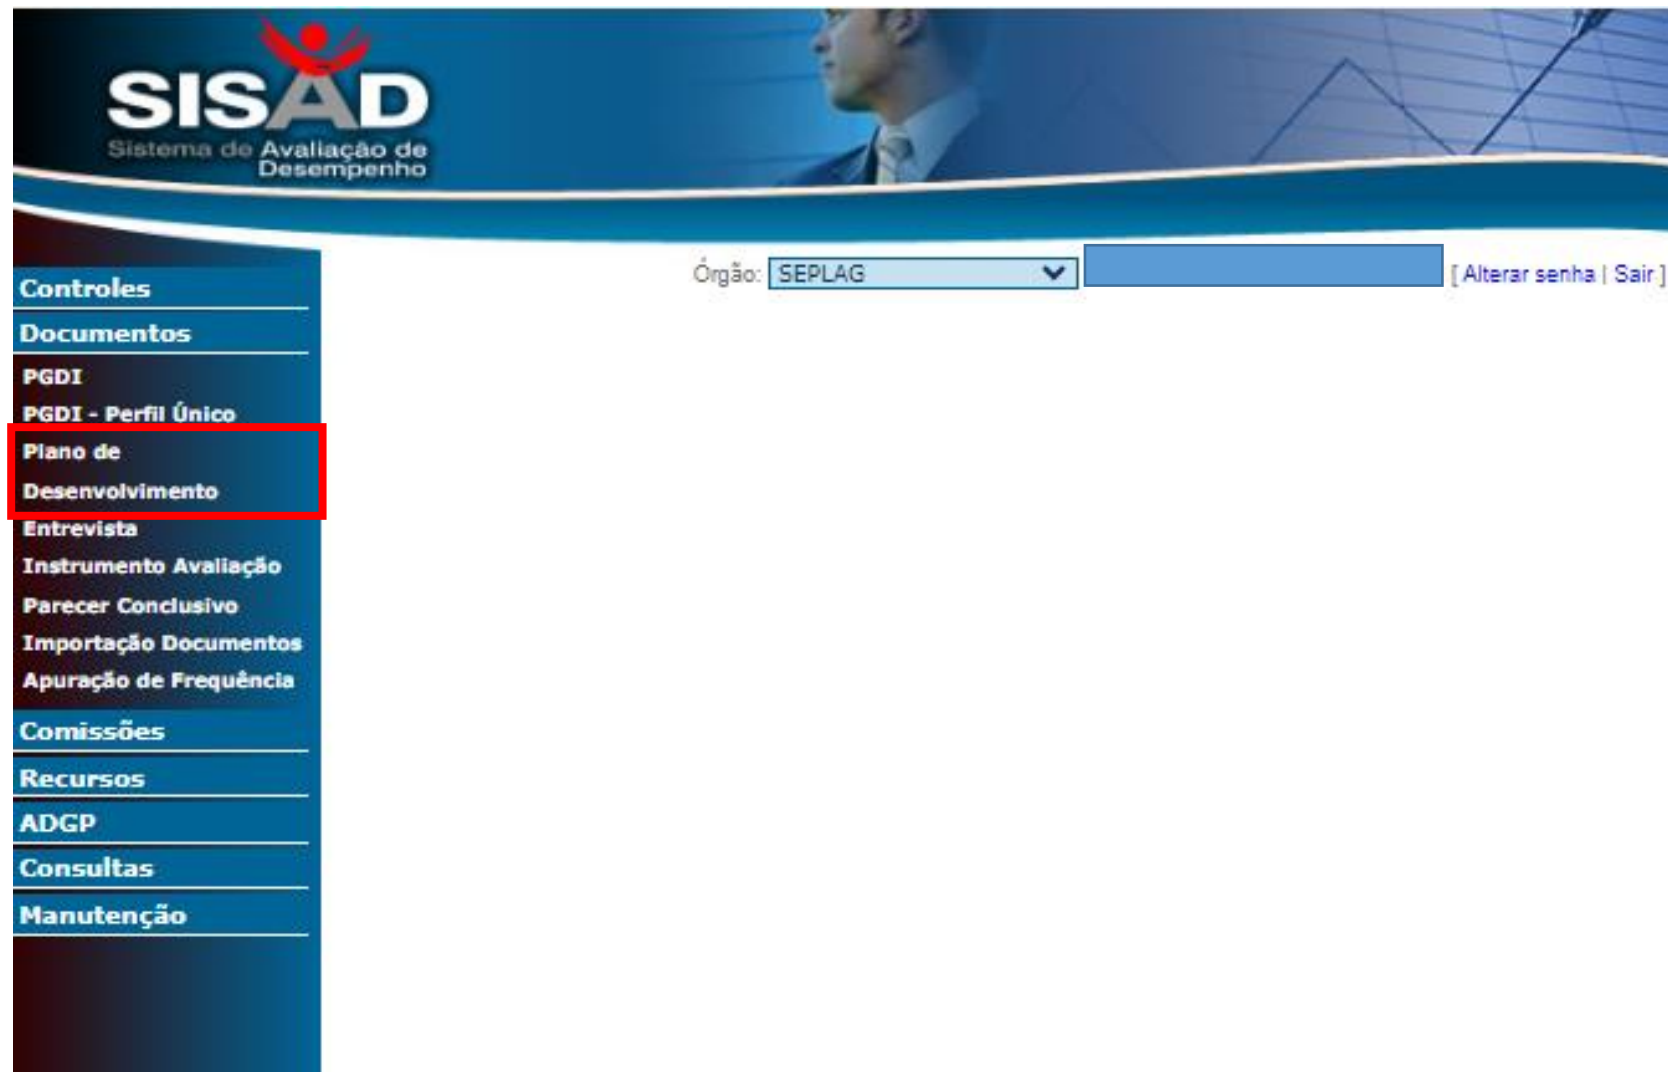 SISAD
Sistema de Avaliação de
Desempenho
Órgão: SEPLAG [ Alterar senha | Sair ]
Controles
Documentos
PGDI
PGDI - Perfil Único
Plano de
Desenvolvimento
Entrevista
Instrumento Avaliação
Parecer Conclusivo
Importação Documentos
Apuração de Frequência
Comissões
Recursos
ADGP
Consultas
Manutenção